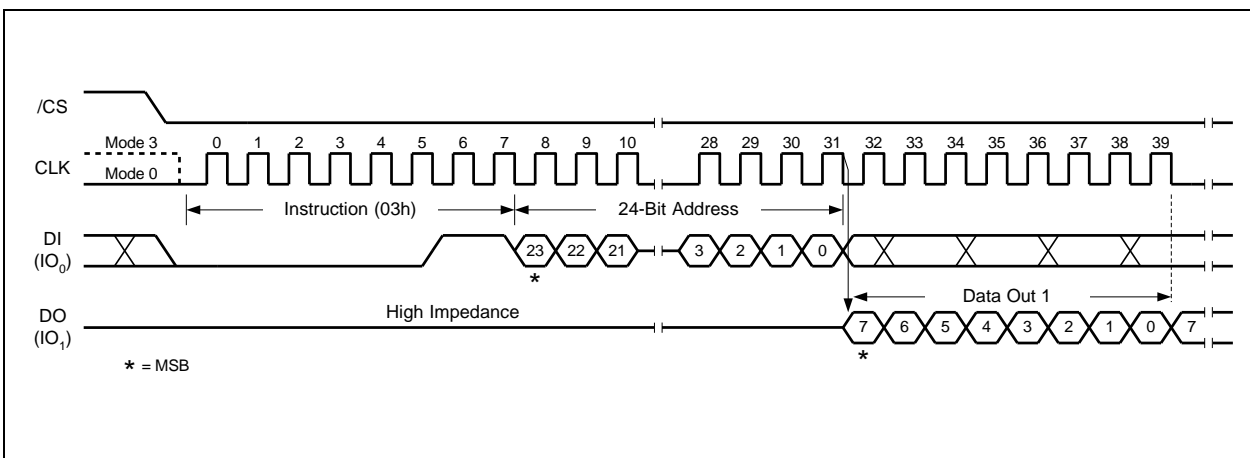 /CS
Mode 3 0 1 2 3 4 5 6 7 8 9 10 28 29 30 31 32 33 34 35 36 37 38 39
CLK
Mode 0
Instruction (03h) 24-Bit Address
DI
(IO0)
23 22 21 3 2 1 0
*
Data Out 1
High Impedance
DO
(IO1)
7 6 5 4 3 2 1 0 7
*
* = MSB